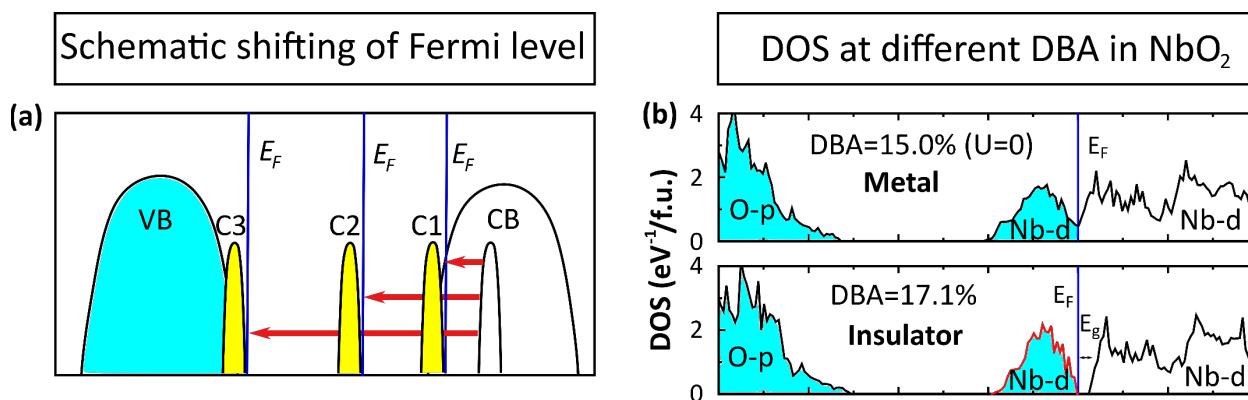 Schematic shifting of Fermi level
DOS at different DBA in NbO₂
(a)
E_F
E_F
E_F
VB
C3
C2
C1
CB
(b)
DOS (eV⁻¹/f.u.)
4
2
0
DBA=15.0% (U=0)
Metal
E_F
O-p
Nb-d
Nb-d
4
2
0
DBA=17.1%
Insulator
E_F
E_g
O-p
Nb-d
Nb-d